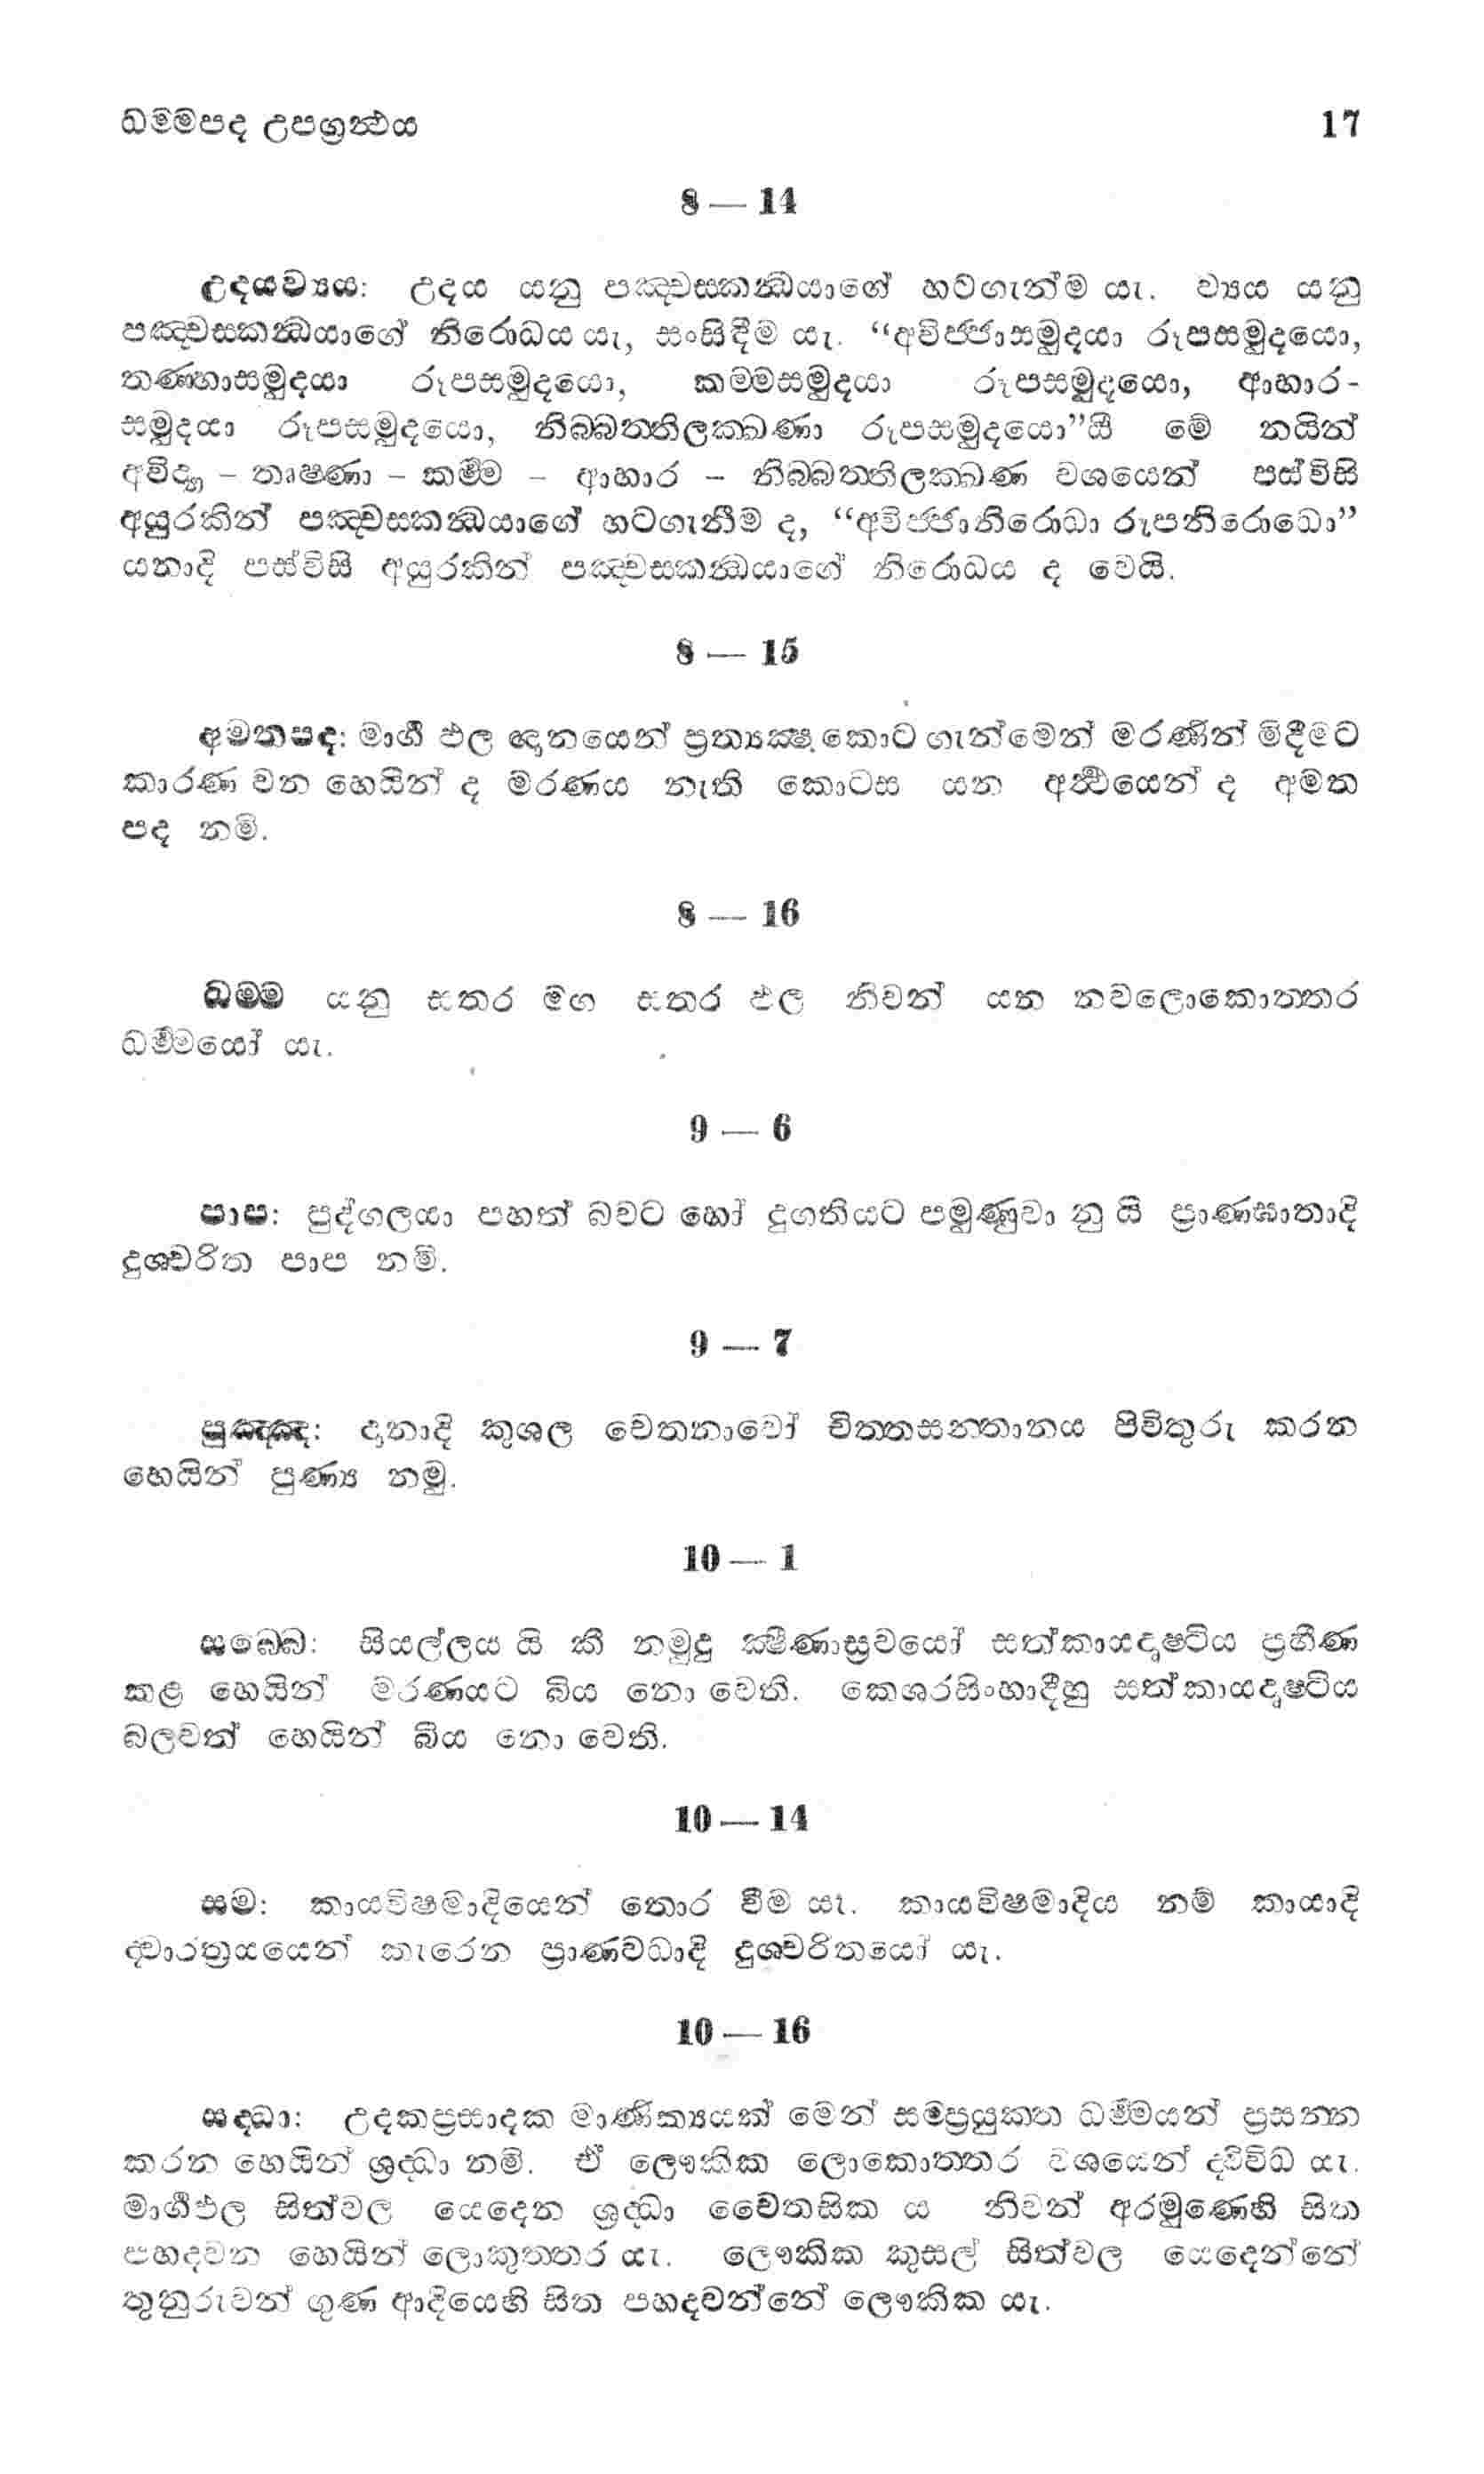 ධම්මපද උපග්‍රන්‍ථය 17
8 — 14
උදයව්‍යය: උදය යනු පඤ්චස්කන්‍ධයාගේ හට්ගැන්ම යැ. ව්‍යය යනු
පඤ්චස්කන්‍ධයාගේ නිරොධය යැ, සංසිඳීම යැ. “අවිජ්ජාසමුදයා රූපසමුදයො,
තණ්හාසමුදයා රූපසමුදයො, කම්මසමුදයා රූපසමුදයො, ආහාර-
සමුදයා රූපසමුදයො, නිබ්බත්තිලක්ඛණා රූපසමුදයො”යී මේ නයින්
අවිද්‍යා – තෘෂ්ණා – කර්‍ම්ම – ආහාර – නිබ්බත්තිලක්ඛණ වශයෙන් පස්විසි
අයුරකින් පඤ්චස්කන්‍ධයාගේ හටගැනීම ද, “අවිජ්ජානිරොධා රූපනිරොධො”
යනාදි පස්විසි අයුරකින් පඤ්චස්කන්‍ධයාගේ නිරොධය ද වෙයි.
8 — 15
අමතපද: මාර්‍ග ඵල ඥානයෙන් ප්‍රත්‍යක්‍ෂ කොට ගැන්මෙන් මරණින් මිදීමට
කාරණ වන හෙයින් ද මරණය නැති කොටස යන අර්‍ත්‍ථයෙන් ද අමත
පද නමි.
8 — 16
ධම්ම යනු සතර මග සතර ඵල නිවන් යන නවලොකොත්තර
ධර්‍ම්මයෝ යැ.
9 — 6
පාප: පුද්ගලයා පහත් බවට හෝ දුගතියට පමුණුවා නු යි ප්‍රාණඝාතාදි
දුශ්චරිත පාප නමි.
9 — 7
පුඤ්ඤ: දානාදි කුශල චෙතනාවෝ චිත්තසන්තානය පිවිතුරු කරන
හෙයින් පුණ්‍ය නමු.
10 — 1
සබ්බෙ: සියල්ලය යි කී නමුදු ක්‍ෂීණාස්‍රවයෝ සත්කායදෘෂ්ටිය ප්‍රහීණ
කළ හෙයින් මරණයට බිය නො වෙති. කෙශරසිංහාදීහු සත්කායදෘෂ්ටිය
බලවත් හෙයින් බිය නො වෙති.
10 — 14
සම: කායවිෂමාදියෙන් තොර වීම යැ. කායවිෂමාදිය නම් කායාදි
ද්වාරත්‍රයයෙන් කැරෙන ප්‍රාණවධාදි දුශ්චරිතයෝ යැ.
10 — 16
සද්ධා: උදකප්‍රසාදක මාණික්‍යයක් මෙන් සම්ප්‍රයුක්ත ධර්‍ම්මයන් ප්‍රසන්න
කරන හෙයින් ශ්‍රද්ධා නමි. ඒ ලෞකික ලොකොත්තර වශයෙන් ද්විවිධ යැ.
මාර්‍ගඵල සිත්වල යෙදෙන ශ්‍රද්ධා චෛතසික ය නිවන් අරමුණෙහි සිත
පහදවන හෙයින් ලොකුත්තර යැ. ලෞකික කුසල් සිත්වල යෙදෙන්නේ
තුනුරුවන් ගුණ ආදියෙහි සිත පහදවන්නේ ලෞකික යැ.